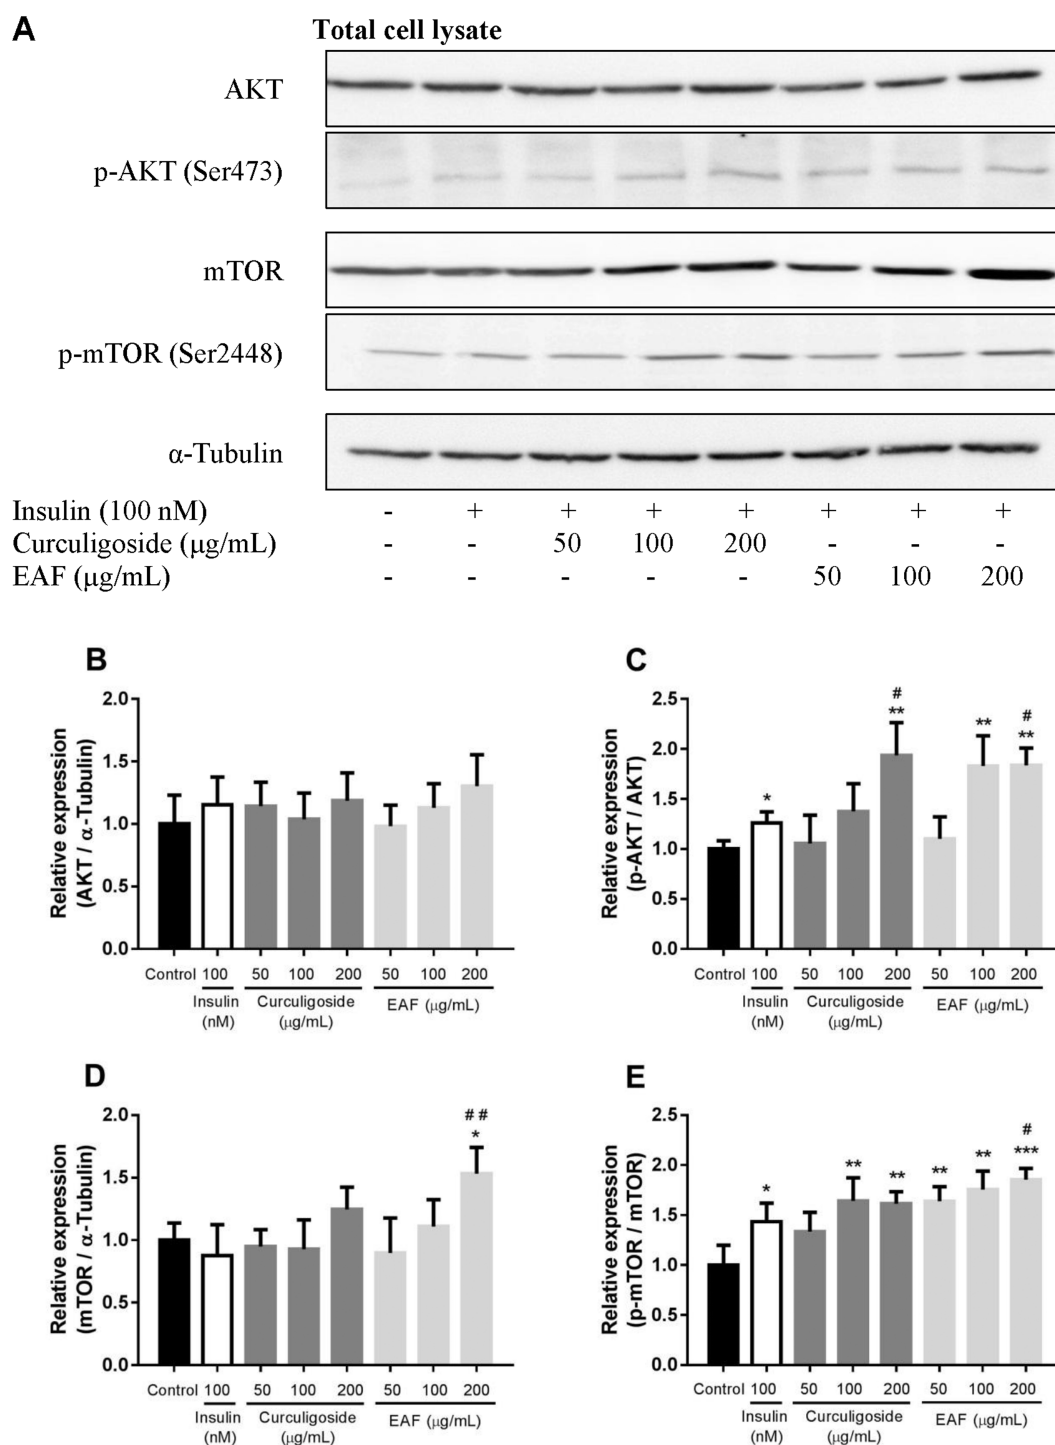 A
Total cell lysate
AKT
p-AKT (Ser473)
mTOR
p-mTOR (Ser2448)
α-Tubulin
Insulin (100 nM) - + + + + + + +
Curculigoside (μg/mL) - - 50 100 200 - - -
EAF (μg/mL) - - - - - 50 100 200
B
Relative expression
(AKT / α-Tubulin)
2.0
1.5
1.0
0.5
0.0
Control 100 50 100 200 50 100 200
Insulin Curculigoside EAF (μg/mL)
(nM) (μg/mL)
C
Relative expression
(p-AKT / AKT)
2.5
2.0
1.5
1.0
0.5
0.0
*
#
**
**
#
**
Control 100 50 100 200 50 100 200
Insulin Curculigoside EAF (μg/mL)
(nM) (μg/mL)
D
Relative expression
(mTOR / α-Tubulin)
2.0
1.5
1.0
0.5
0.0
# #
*
Control 100 50 100 200 50 100 200
Insulin Curculigoside EAF (μg/mL)
(nM) (μg/mL)
E
Relative expression
(p-mTOR / mTOR)
2.5
2.0
1.5
1.0
0.5
0.0
*
**
**
**
**
#
***
Control 100 50 100 200 50 100 200
Insulin Curculigoside EAF (μg/mL)
(nM) (μg/mL)